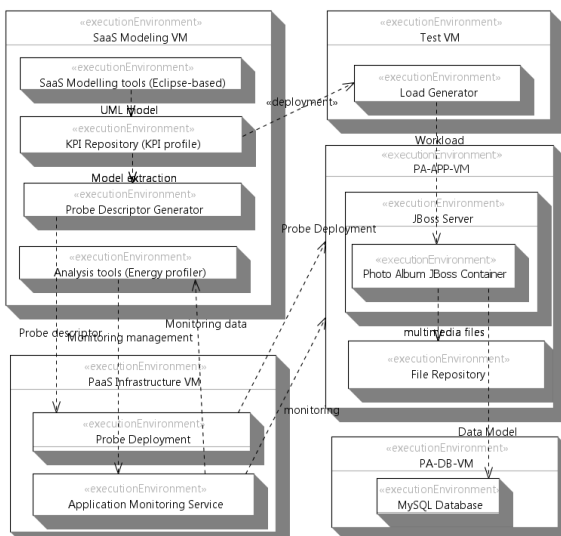 «executionEnvironment»
SaaS Modeling VM
«executionEnvironment»
SaaS Modelling tools (Eclipse-based)
UML Model
«executionEnvironment»
KPI Repository (KPI profile)
Model extraction
«executionEnvironment»
Probe Descriptor Generator
«executionEnvironment»
Analysis tools (Energy profiler)
Monitoring data
Probe descriptor
Monitoring management
«executionEnvironment»
PaaS Infrastructure VM
«executionEnvironment»
Probe Deployment
«executionEnvironment»
Application Monitoring Service
«deployment»
Probe Deployment
monitoring
«executionEnvironment»
Test VM
«executionEnvironment»
Load Generator
Workload
«executionEnvironment»
PA-APP-VM
«executionEnvironment»
JBoss Server
«executionEnvironment»
Photo Album JBoss Container
multimedia files
«executionEnvironment»
File Repository
Data Model
«executionEnvironment»
PA-DB-VM
«executionEnvironment»
MySQL Database